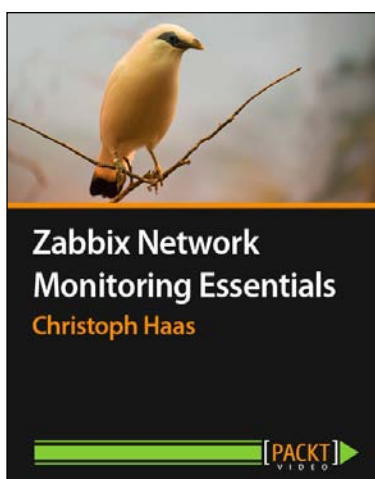 Zabbix Network
Monitoring Essentials
Christoph Haas
[PACKT]
VIDEO